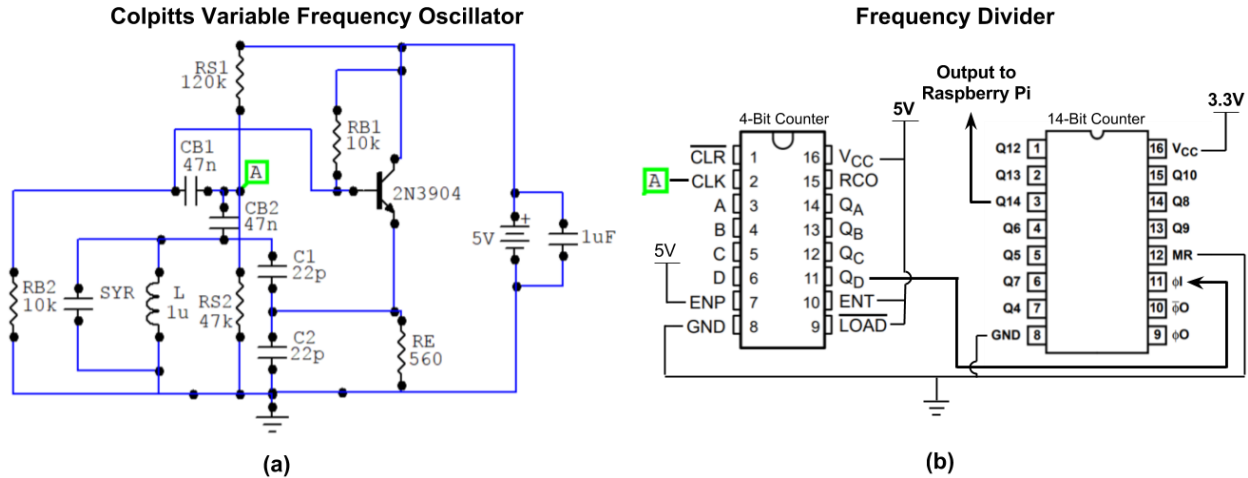 Colpitts Variable Frequency Oscillator
RS1
120k
RB1
10k
CB1
47n
A
2N3904
CB2
47n
5V
+
1uF
C1
22p
RB2
10k
SYR
L
1u
RS2
47k
C2
22p
RE
560
(a)
Frequency Divider
Output to
Raspberry Pi
5V
3.3V
4-Bit Counter
14-Bit Counter
CLR 1 16 VCC
A CLK 2 15 RCO
A 3 14 QA
B 4 13 QB
C 5 12 QC
D 6 11 QD
5V
ENP 7 10 ENT
GND 8 9 LOAD
Q12 1 16 VCC
Q13 2 15 Q10
Q14 3 14 Q8
Q6 4 13 Q9
Q5 5 12 MR
Q7 6 11 ϕI
Q4 7 10 ϕ̅O
GND 8 9 ϕO
(b)